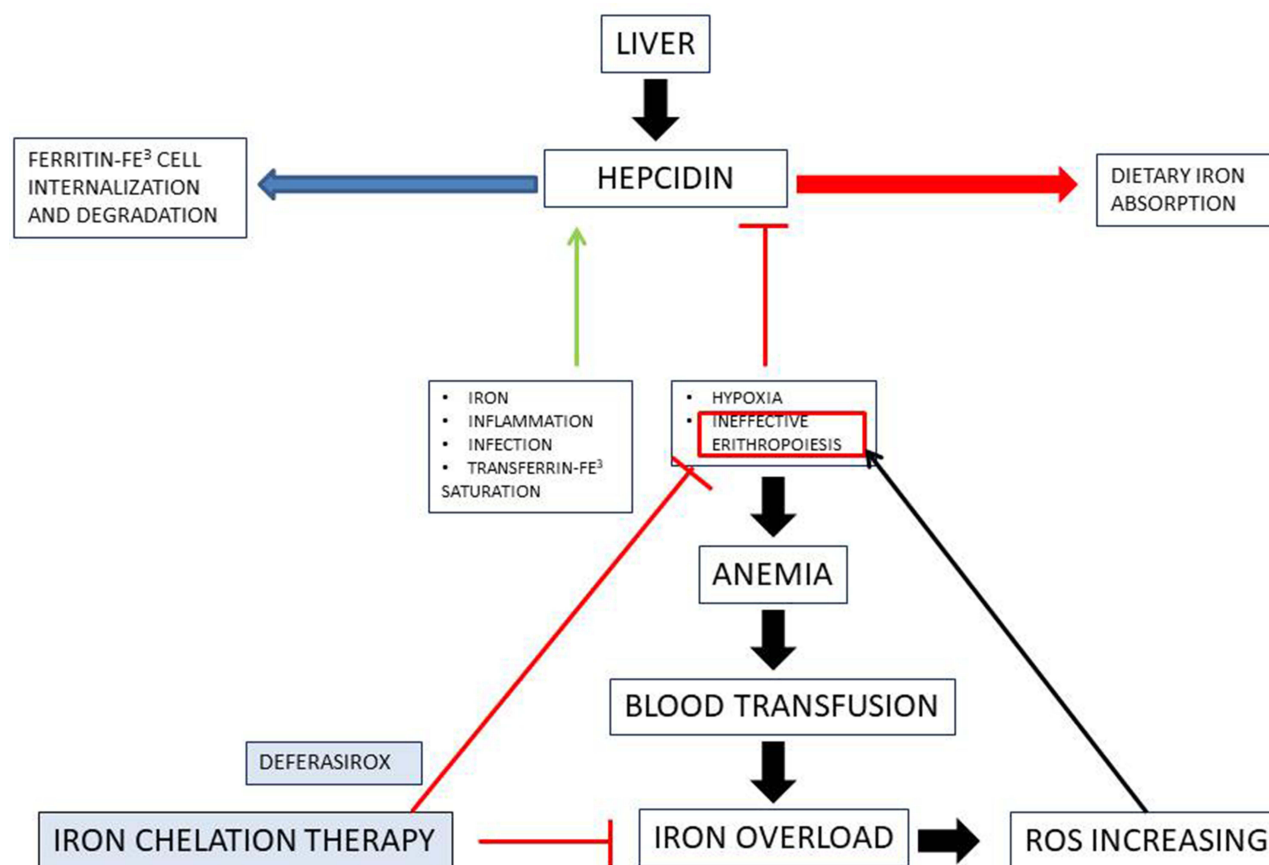 LIVER
FERRITIN-FE³ CELL
INTERNALIZATION
AND DEGRADATION
HEPCIDIN
DIETARY IRON
ABSORPTION
• IRON
• INFLAMMATION
• INFECTION
• TRANSFERRIN-FE³
SATURATION
• HYPOXIA
• INEFFECTIVE
ERITHROPOIESIS
ANEMIA
BLOOD TRANSFUSION
DEFERASIROX
IRON CHELATION THERAPY
IRON OVERLOAD
ROS INCREASING